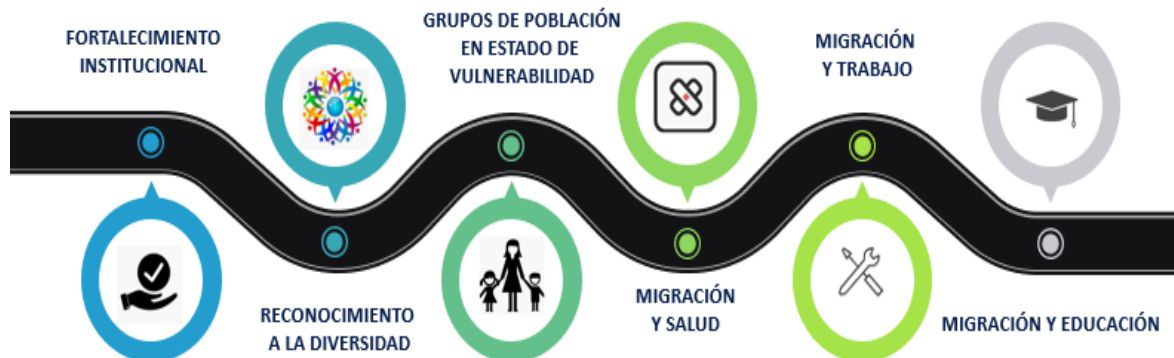 FORTALECIMIENTO
INSTITUCIONAL
RECONOCIMIENTO
A LA DIVERSIDAD
GRUPOS DE POBLACIÓN
EN ESTADO DE
VULNERABILIDAD
MIGRACIÓN
Y SALUD
MIGRACIÓN
Y TRABAJO
MIGRACIÓN Y EDUCACIÓN